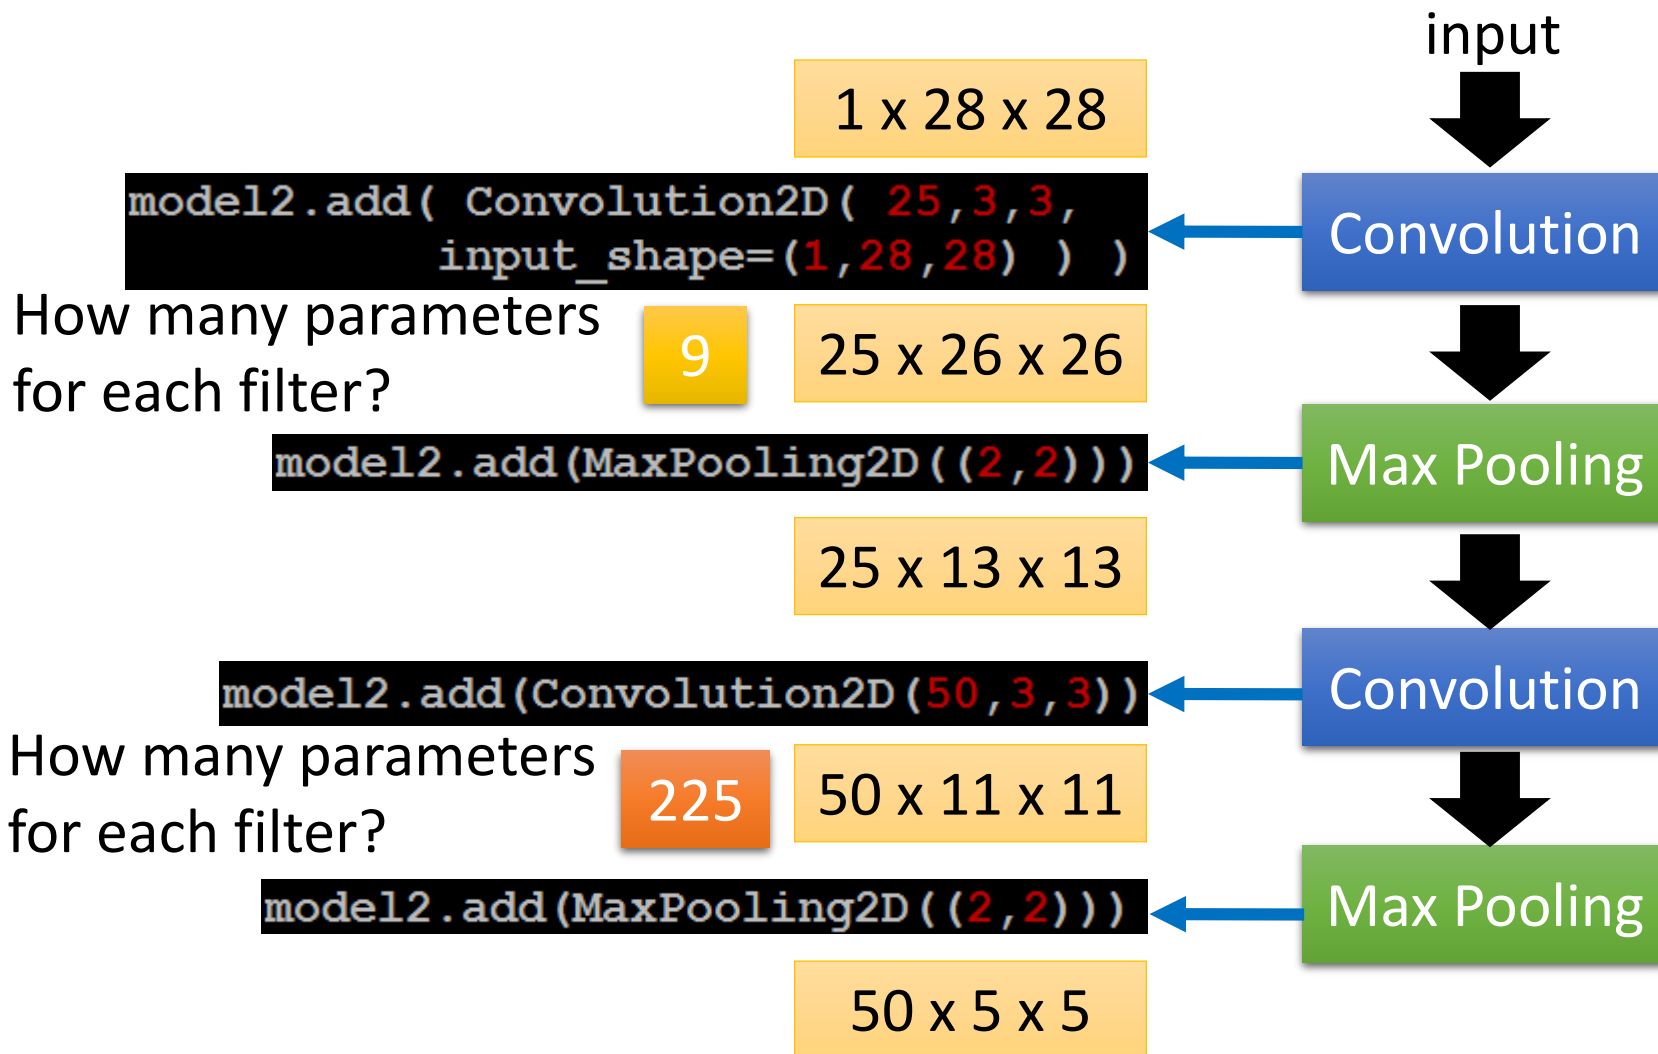 input
1 x 28 x 28
model2.add( Convolution2D( 25,3,3,
input_shape=(1,28,28) ) )
Convolution
How many parameters
for each filter?
9
25 x 26 x 26
model2.add(MaxPooling2D((2,2)))
Max Pooling
25 x 13 x 13
model2.add(Convolution2D(50,3,3))
Convolution
How many parameters
for each filter?
225
50 x 11 x 11
model2.add(MaxPooling2D((2,2)))
Max Pooling
50 x 5 x 5